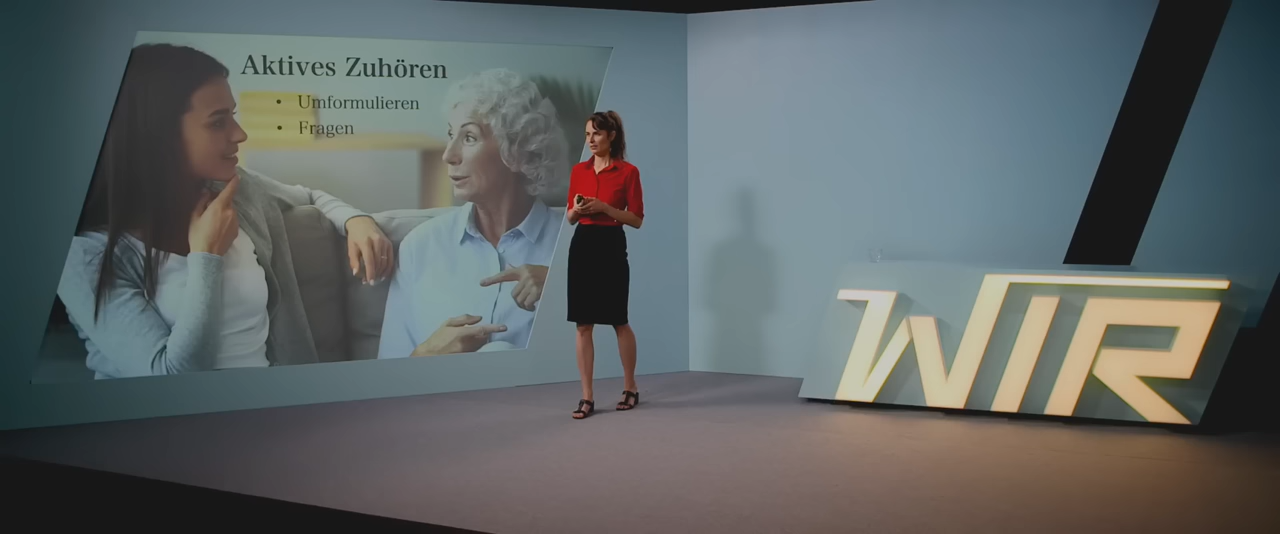 Aktives Zuhören
• Umformulieren
• Fragen
WIR